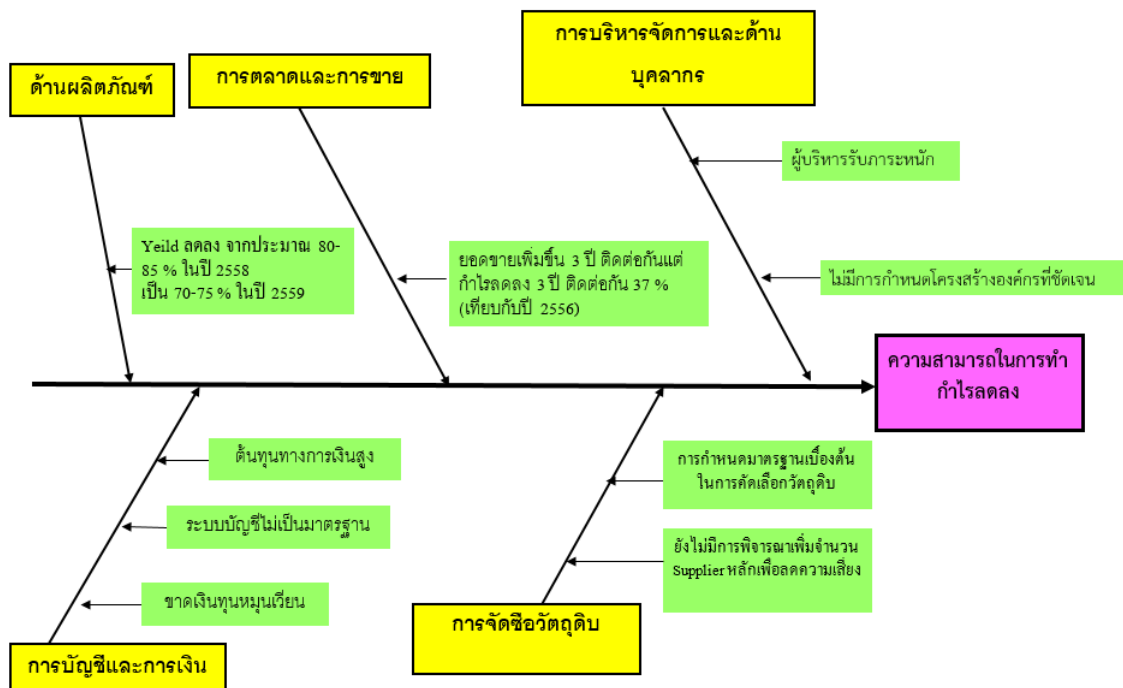 การบริหารจัดการและด้าน
บุคลากร
ด้านผลิตภัณฑ์
การตลาดและการขาย
ผู้บริหารรับภาระหนัก
Yeild ลดลง จากประมาณ 80-
85 % ในปี 2558
เป็น 70-75 % ในปี 2559
ยอดขายเพิ่มขึ้น 3 ปี ติดต่อกันแต่
กำไรลดลง 3 ปี ติดต่อกัน 37 %
(เทียบกับปี 2556)
ไม่มีการกำหนดโครงสร้างองค์กรที่ชัดเจน
ความสามารถในการทำ
กำไรลดลง
ต้นทุนทางการเงินสูง
ระบบบัญชีไม่เป็นมาตรฐาน
ขาดเงินทุนหมุนเวียน
การบัญชีและการเงิน
การกำหนดมาตรฐานเบื้องต้น
ในการคัดเลือกวัตถุดิบ
ยังไม่มีการพิจารณาเพิ่มจำนวน
Supplier หลักเพื่อลดความเสี่ยง
การจัดซื้อวัตถุดิบ